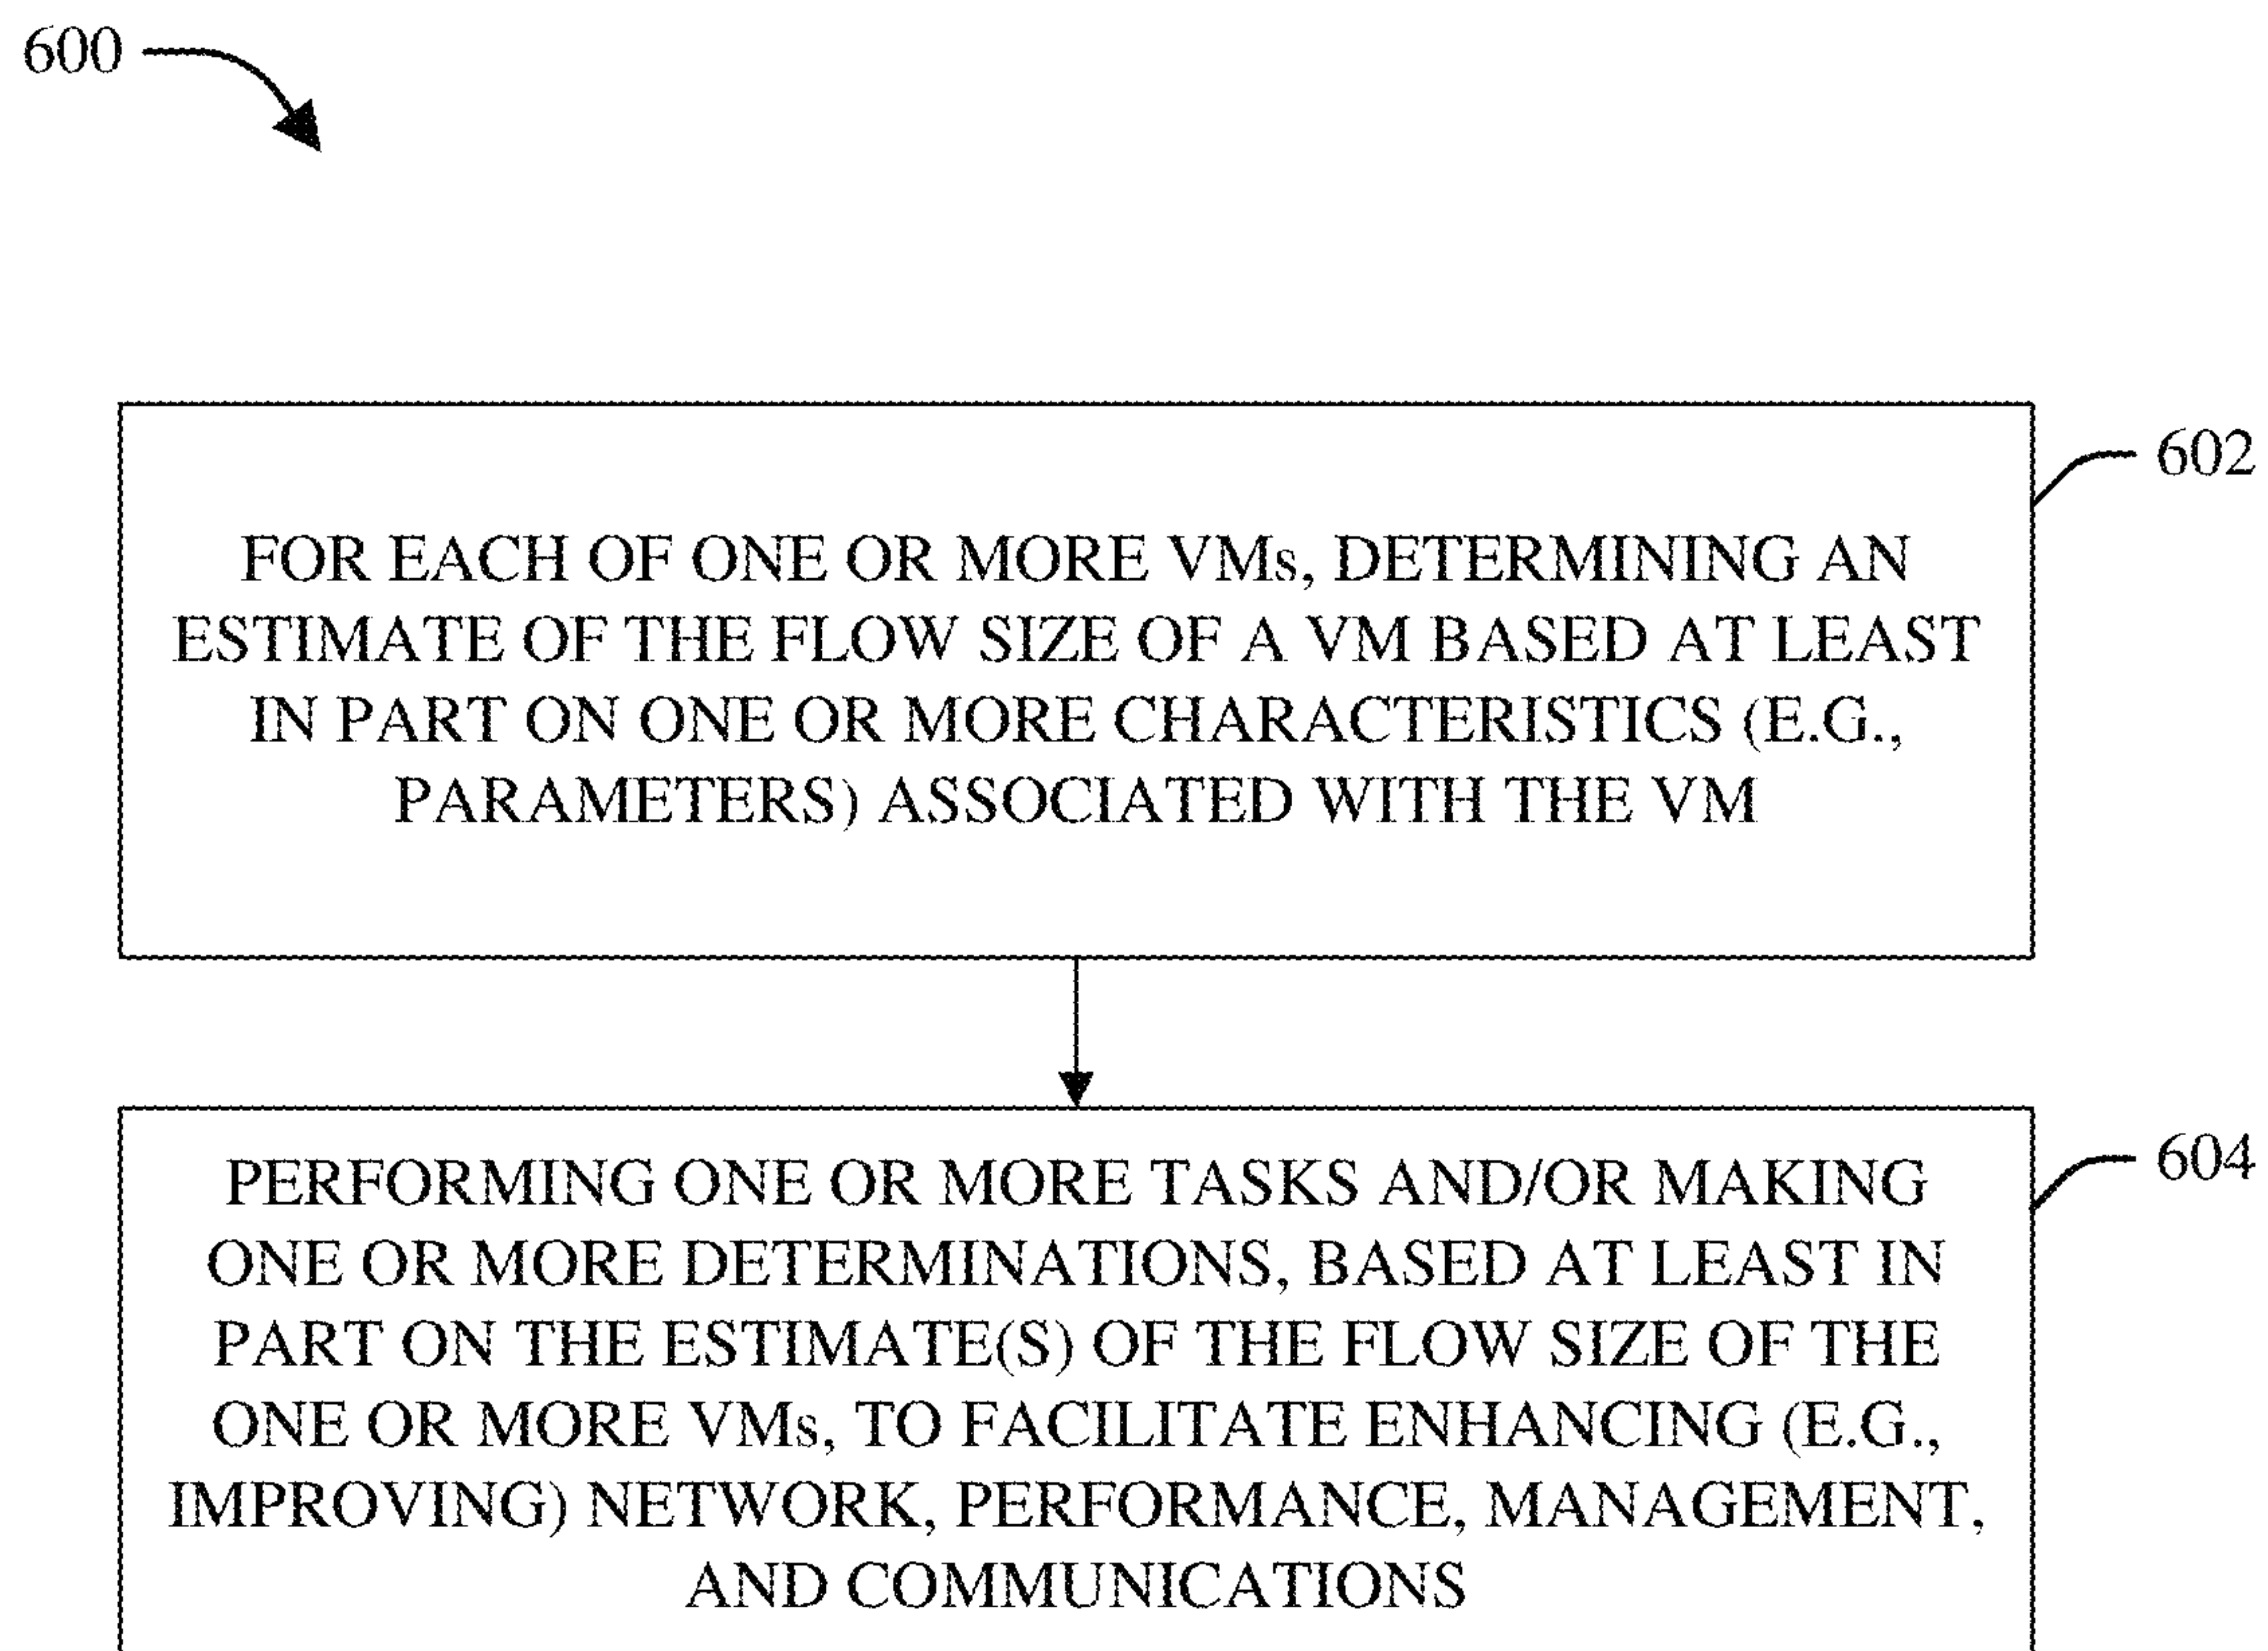 600
602
FOR EACH OF ONE OR MORE VMs, DETERMINING AN
ESTIMATE OF THE FLOW SIZE OF A VM BASED AT LEAST
IN PART ON ONE OR MORE CHARACTERISTICS (E.G.,
PARAMETERS) ASSOCIATED WITH THE VM
604
PERFORMING ONE OR MORE TASKS AND/OR MAKING
ONE OR MORE DETERMINATIONS, BASED AT LEAST IN
PART ON THE ESTIMATE(S) OF THE FLOW SIZE OF THE
ONE OR MORE VMs, TO FACILITATE ENHANCING (E.G.,
IMPROVING) NETWORK, PERFORMANCE, MANAGEMENT,
AND COMMUNICATIONS